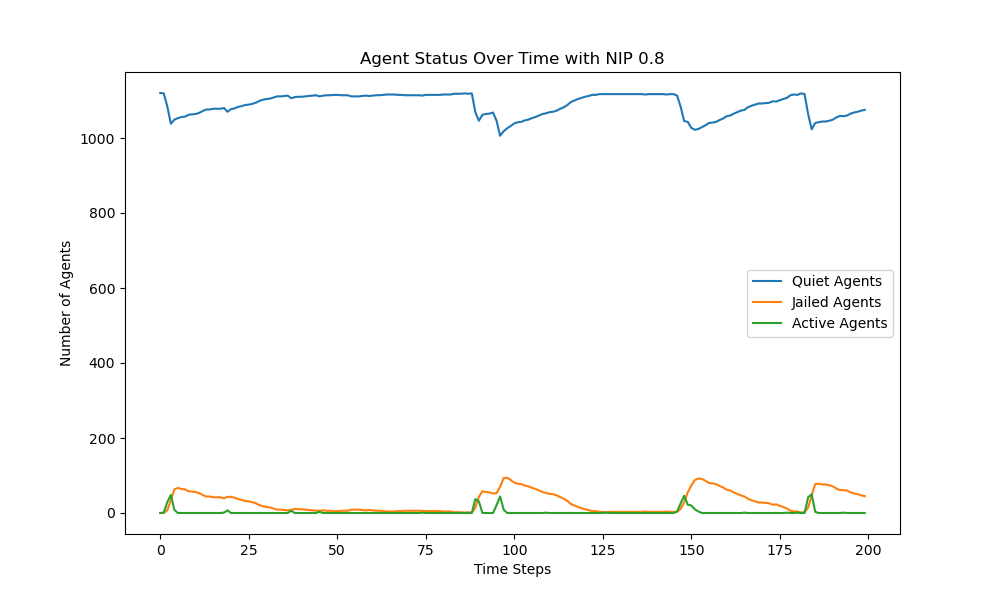 Agent Status Over Time with NIP 0.8
Number of Agents
1000
800
600
400
200
0
Quiet Agents
Jailed Agents
Active Agents
0 25 50 75 100 125 150 175 200
Time Steps